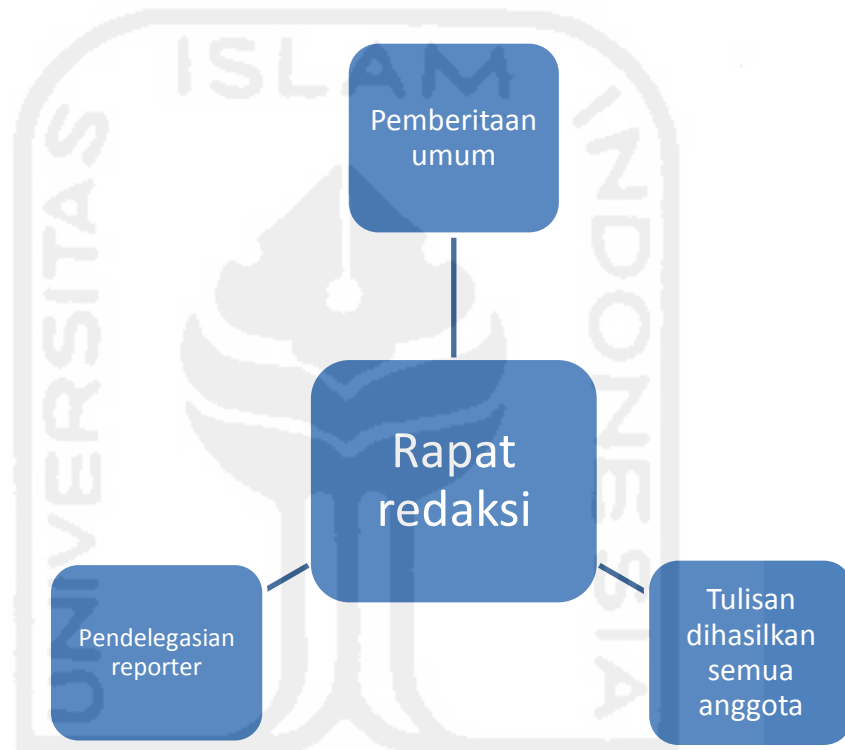 ISLAM
UNIVERSITAS
INDONESIA
Pemberitaan
umum
Rapat
redaksi
Pendelegasian
reporter
Tulisan
dihasilkan
semua
anggota